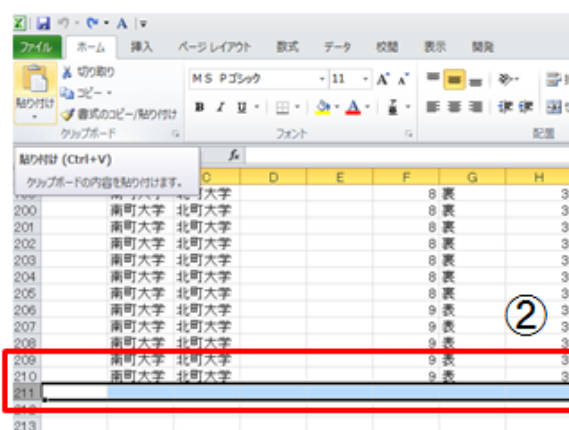 ファイル ホーム 挿入 ページレイアウト 数式 データ 校閲 表示 開発
切り取り
コピー
書式のコピー/貼り付け
貼り付け
クリップボード
MS Pゴシック 11
フォント
配置
貼り付け (Ctrl+V)
クリップボードの内容を貼り付けます。
C D E F G H
200 南町大学 北町大学 8 裏 3
201 南町大学 北町大学 8 裏 3
202 南町大学 北町大学 8 裏 3
203 南町大学 北町大学 8 裏 3
204 南町大学 北町大学 8 裏 3
205 南町大学 北町大学 8 裏 3
206 南町大学 北町大学 9 表 3
207 南町大学 北町大学 9 表 3
208 南町大学 北町大学 9 表 3
②
209 南町大学 北町大学 9 表 3
210 南町大学 北町大学 9 表 3
211
213